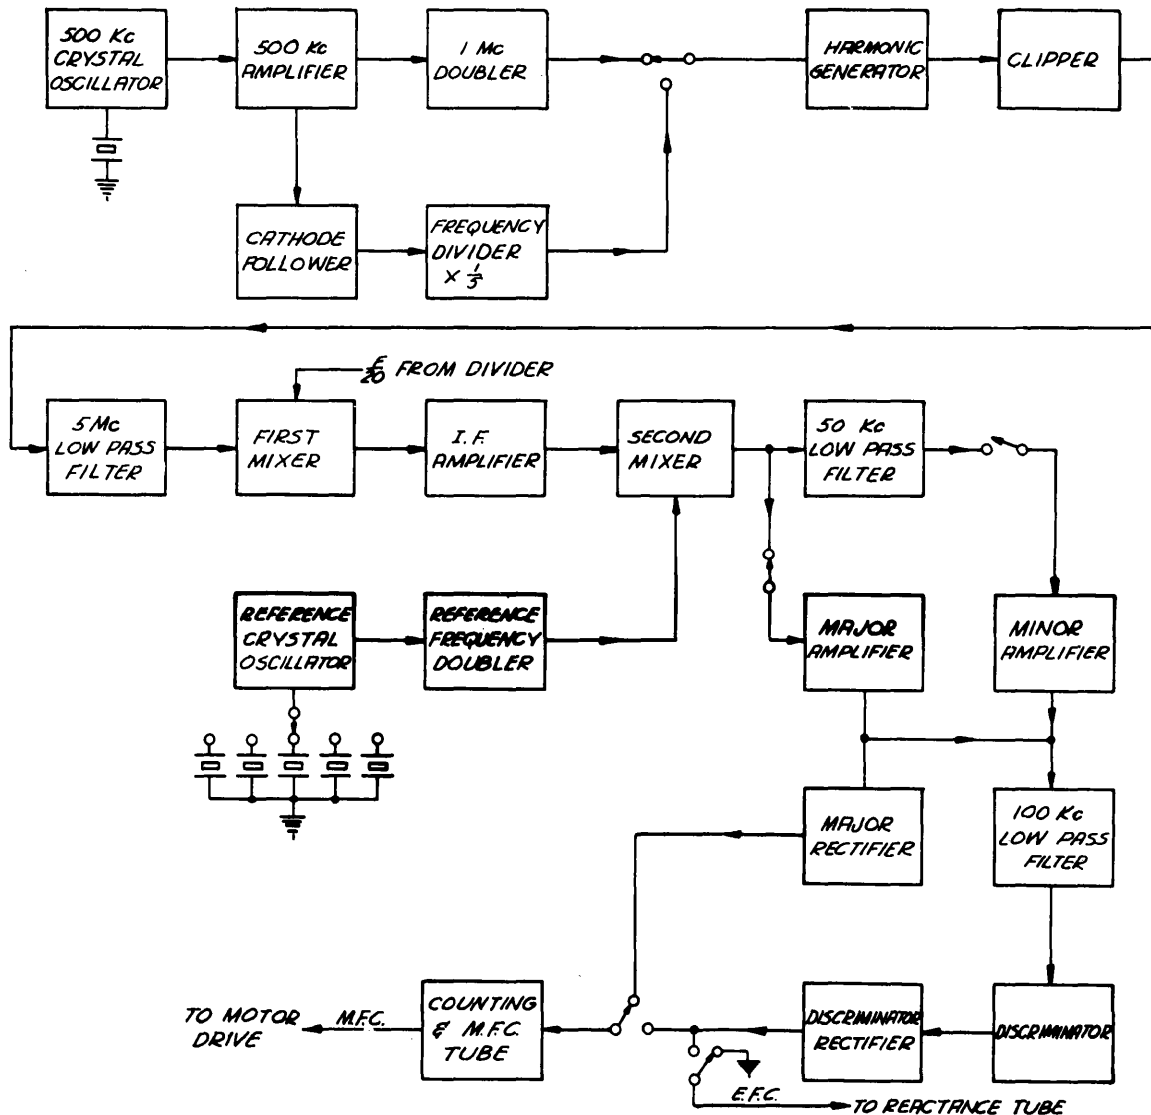 500 Kc
CRYSTAL
OSCILLATOR
500 Kc
AMPLIFIER
1 Mc
DOUBLER
HARMONIC
GENERATOR
CLIPPER
CATHODE
FOLLOWER
FREQUENCY
DIVIDER
× 1/5
F/20 FROM DIVIDER
5 Mc
LOW PASS
FILTER
FIRST
MIXER
I.F.
AMPLIFIER
SECOND
MIXER
50 Kc
LOW PASS
FILTER
REFERENCE
CRYSTAL
OSCILLATOR
REFERENCE
FREQUENCY
DOUBLER
MAJOR
AMPLIFIER
MINOR
AMPLIFIER
MAJOR
RECTIFIER
100 Kc
LOW PASS
FILTER
TO MOTOR
DRIVE
M.F.C.
COUNTING
& M.F.C.
TUBE
DISCRIMINATOR
RECTIFIER
DISCRIMINATOR
E.F.C.
TO REACTANCE TUBE